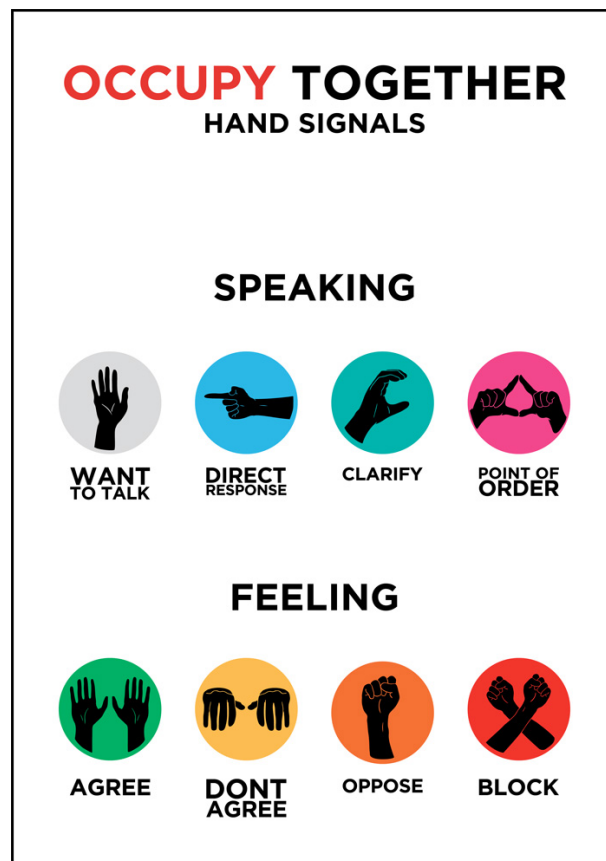 OCCUPY TOGETHER
HAND SIGNALS
SPEAKING
WANT
TO TALK
DIRECT
RESPONSE
CLARIFY
POINT OF
ORDER
FEELING
AGREE
DONT
AGREE
OPPOSE
BLOCK